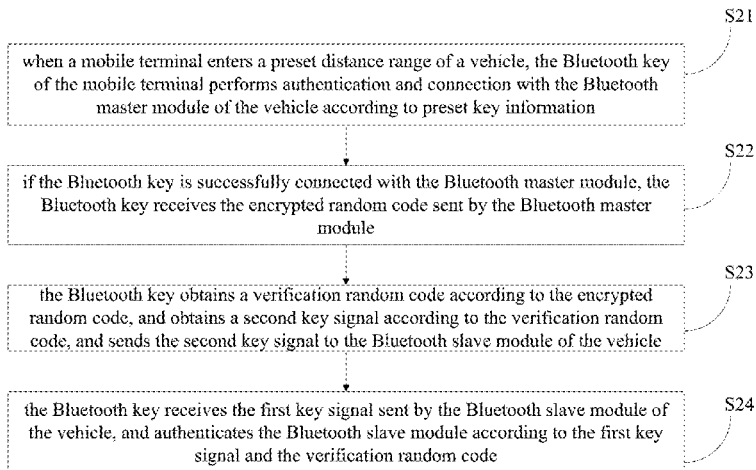 S21
when a mobile terminal enters a preset distance range of a vehicle, the Bluetooth key
of the mobile terminal performs authentication and connection with the Bluetooth
master module of the vehicle according to preset key information
S22
if the Bluetooth key is successfully connected with the Bluetooth master module, the
Bluetooth key receives the encrypted random code sent by the Bluetooth master
module
S23
the Bluetooth key obtains a verification random code according to the encrypted
random code, and obtains a second key signal according to the verification random
code, and sends the second key signal to the Bluetooth slave module of the vehicle
S24
the Bluetooth key receives the first key signal sent by the Bluetooth slave module of
the vehicle, and authenticates the Bluetooth slave module according to the first key
signal and the verification random code